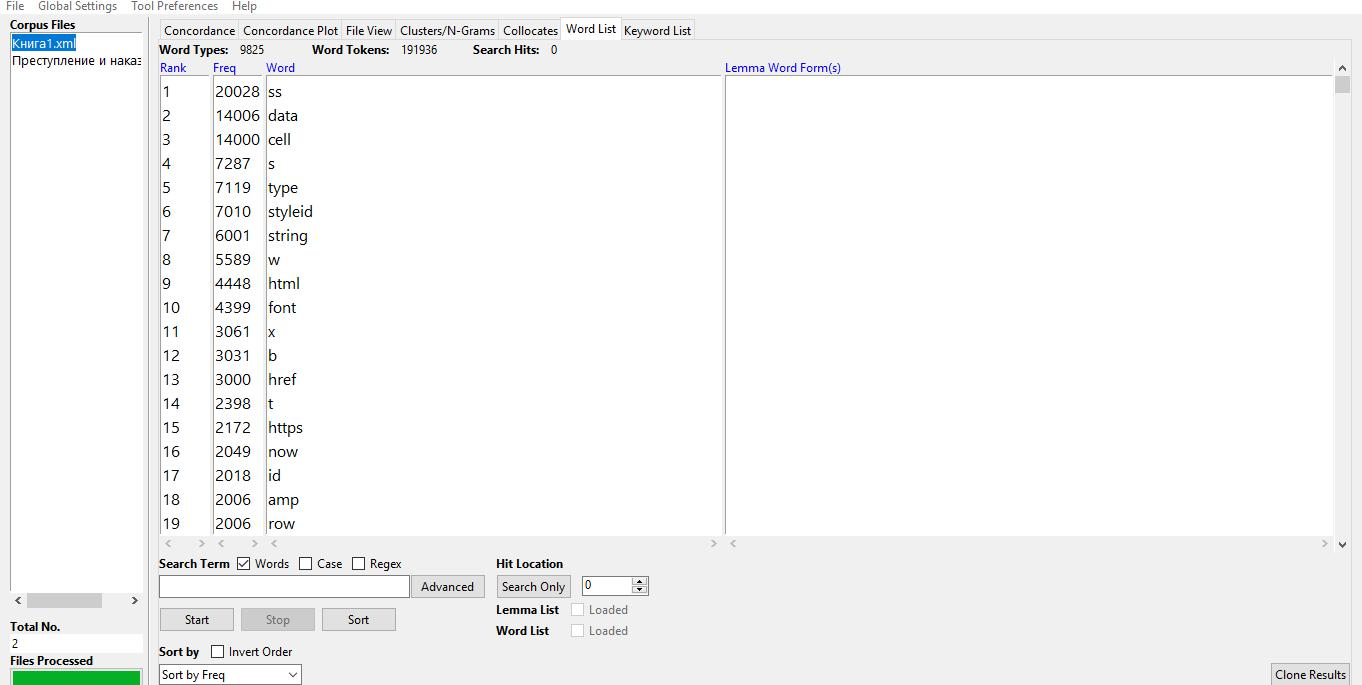 File Global Settings Tool Preferences Help
Corpus Files
Книга1.xml
Преступление и наказ
Total No.
2
Files Processed
Concordance Concordance Plot File View Clusters/N-Grams Collocates Word List Keyword List
Word Types: 9825 Word Tokens: 191936 Search Hits: 0
Rank Freq Word Lemma Word Form(s)
1 20028 ss
2 14006 data
3 14000 cell
4 7287 s
5 7119 type
6 7010 styleid
7 6001 string
8 5589 w
9 4448 html
10 4399 font
11 3061 x
12 3031 b
13 3000 href
14 2398 t
15 2172 https
16 2049 now
17 2018 id
18 2006 amp
19 2006 row
Search Term Words Case Regex Hit Location
Advanced Search Only 0
Lemma List Loaded
Start Stop Sort
Word List Loaded
Sort by Invert Order
Sort by Freq
Clone Results